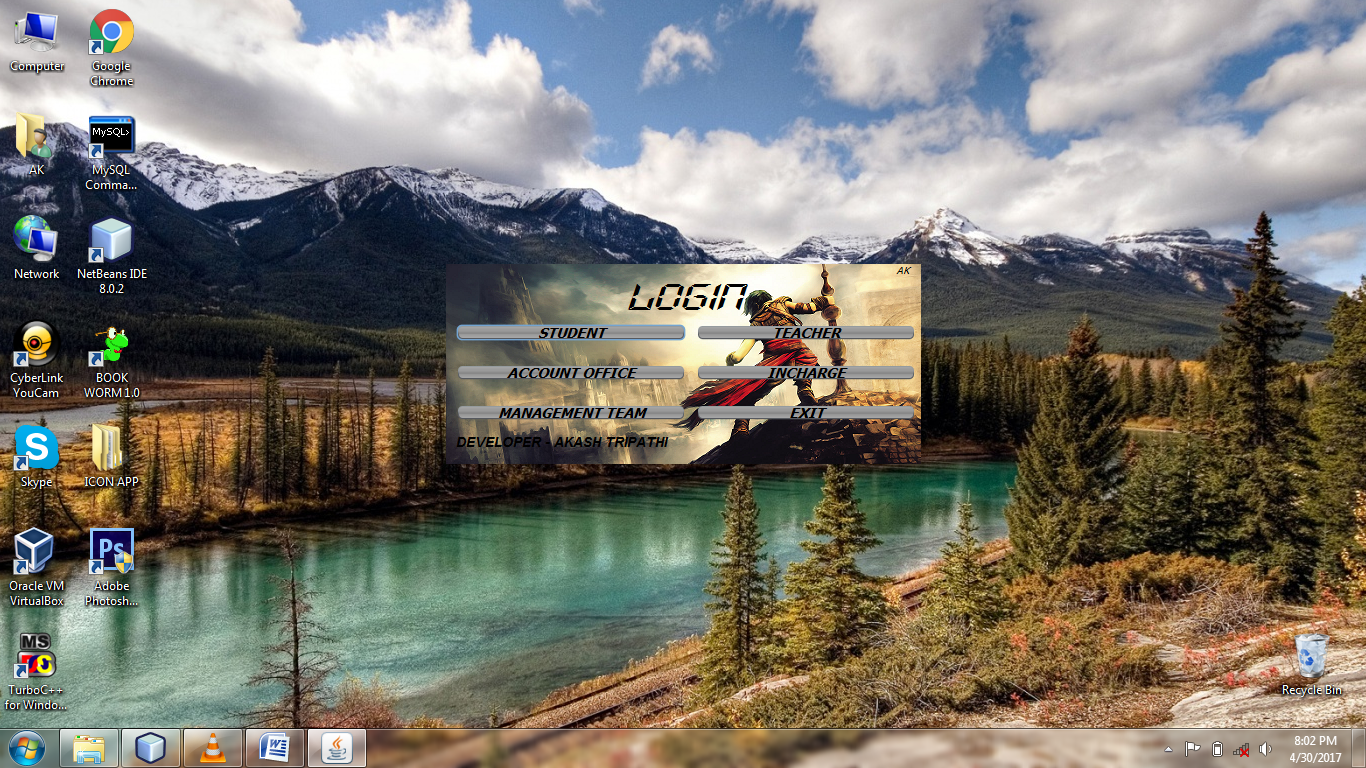 Computer
Google
Chrome
AK
MySQL>
MySQL
Comma...
Network
NetBeans IDE
8.0.2
CyberLink
YouCam
BOOK
WORM 1.0
Skype
ICON APP
Oracle VM
VirtualBox
Ps
Adobe
Photosh...
MS
TurboC++
for Windo...
AK
LOGIN
STUDENT
TEACHER
ACCOUNT OFFICE
INCHARGE
MANAGEMENT TEAM
EXIT
DEVELOPER - AKASH TRIPATHI
Recycle Bin
8:02 PM
4/30/2017